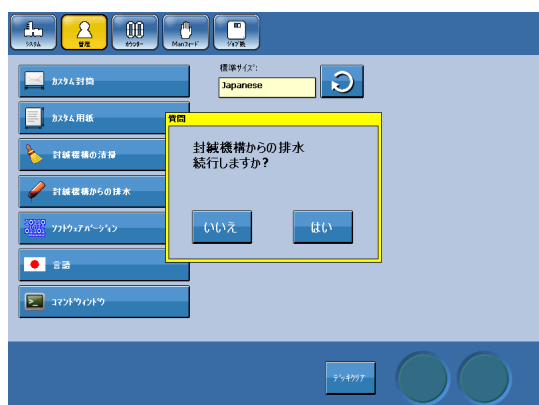 システム
管理
カウンター
Manフィード
ジョブ数
標準サイズ:
Japanese
カスタム封筒
カスタム用紙
質問
封緘機構の清掃
封緘機構からの排水
続行しますか?
封緘機構からの排水
いいえ
はい
ソフトウェアバージョン
言語
コマンドウィンドウ
デッキクリア